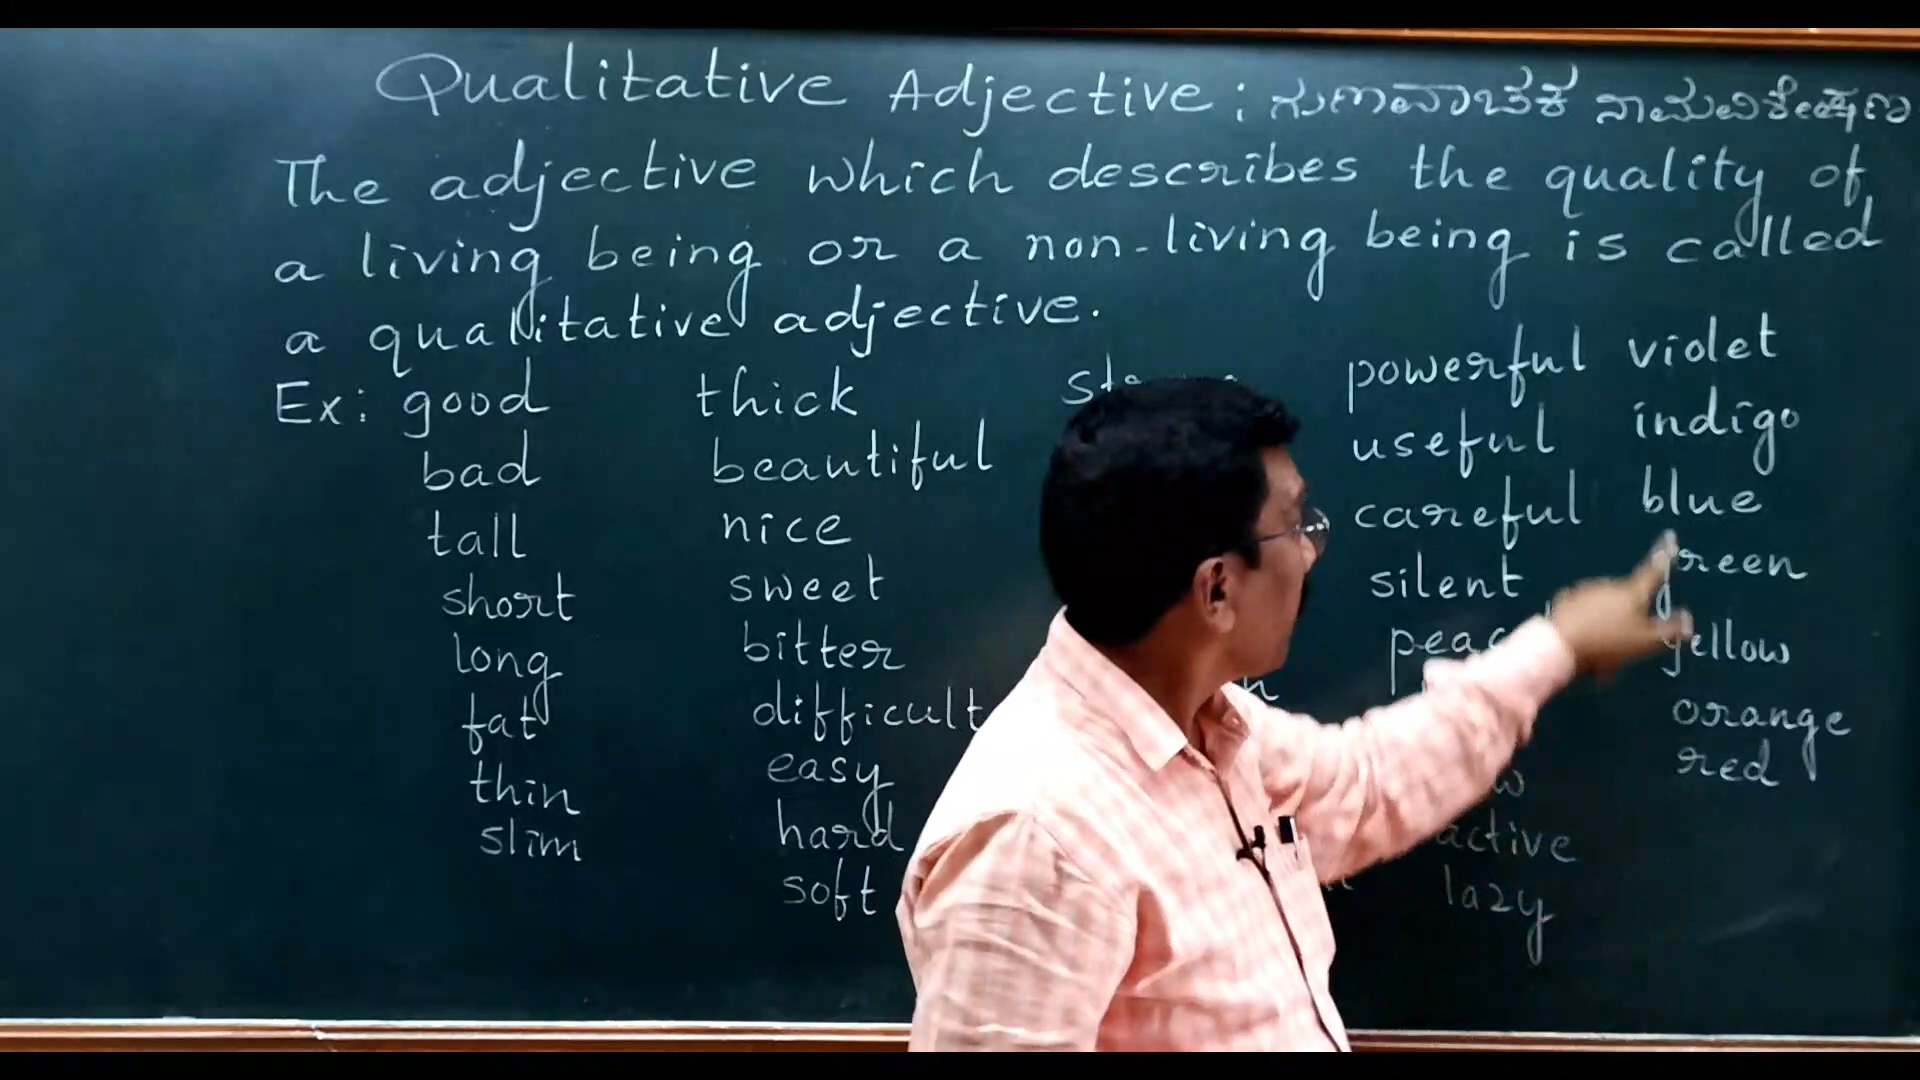 Qualitative Adjective : ಗುಣವಾಚಕ ನಾಮವಿಶೇಷಣ
The adjective which describes the quality of
a living being or a non-living being is called
a qualitative adjective.
Ex: good
bad
tall
short
long
fat
thin
slim
thick
beautiful
nice
sweet
bitter
difficult
easy
hard
soft
powerful
useful
careful
silent
active
lazy
violet
indigo
blue
green
yellow
orange
red